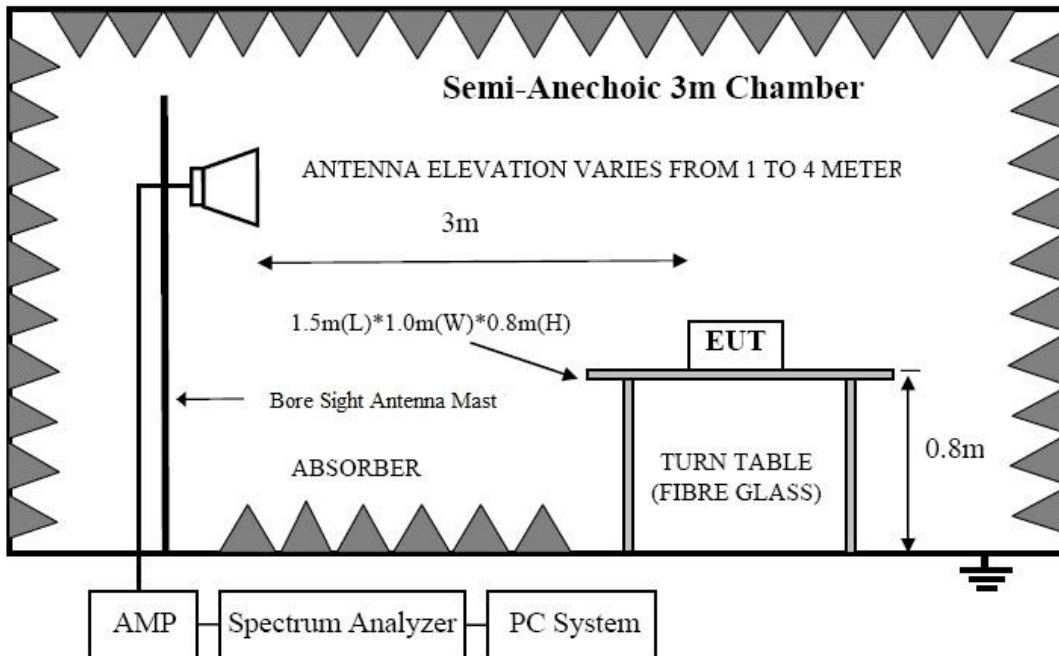 Semi-Anechoic 3m Chamber
ANTENNA ELEVATION VARIES FROM 1 TO 4 METER
3m
1.5m(L)*1.0m(W)*0.8m(H)
EUT
Bore Sight Antenna Mast
0.8m
ABSORBER
TURN TABLE
(FIBRE GLASS)
AMP
Spectrum Analyzer
PC System